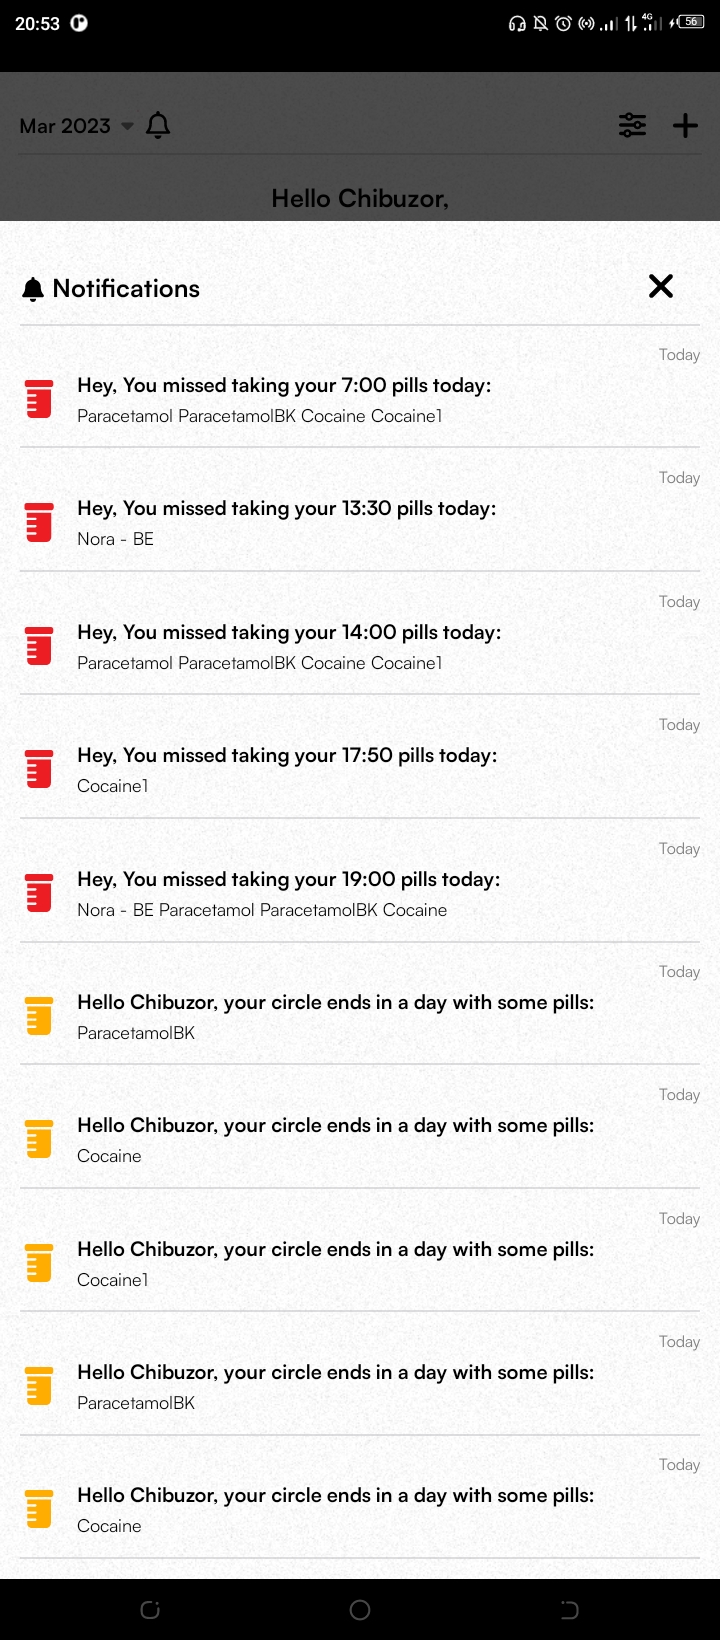 20:53
4G 56
Mar 2023
Hello Chibuzor,
Notifications
Today
Hey, You missed taking your 7:00 pills today:
Paracetamol ParacetamolBK Cocaine Cocaine1
Today
Hey, You missed taking your 13:30 pills today:
Nora - BE
Today
Hey, You missed taking your 14:00 pills today:
Paracetamol ParacetamolBK Cocaine Cocaine1
Today
Hey, You missed taking your 17:50 pills today:
Cocaine1
Today
Hey, You missed taking your 19:00 pills today:
Nora - BE Paracetamol ParacetamolBK Cocaine
Today
Hello Chibuzor, your circle ends in a day with some pills:
ParacetamolBK
Today
Hello Chibuzor, your circle ends in a day with some pills:
Cocaine
Today
Hello Chibuzor, your circle ends in a day with some pills:
Cocaine1
Today
Hello Chibuzor, your circle ends in a day with some pills:
ParacetamolBK
Today
Hello Chibuzor, your circle ends in a day with some pills:
Cocaine